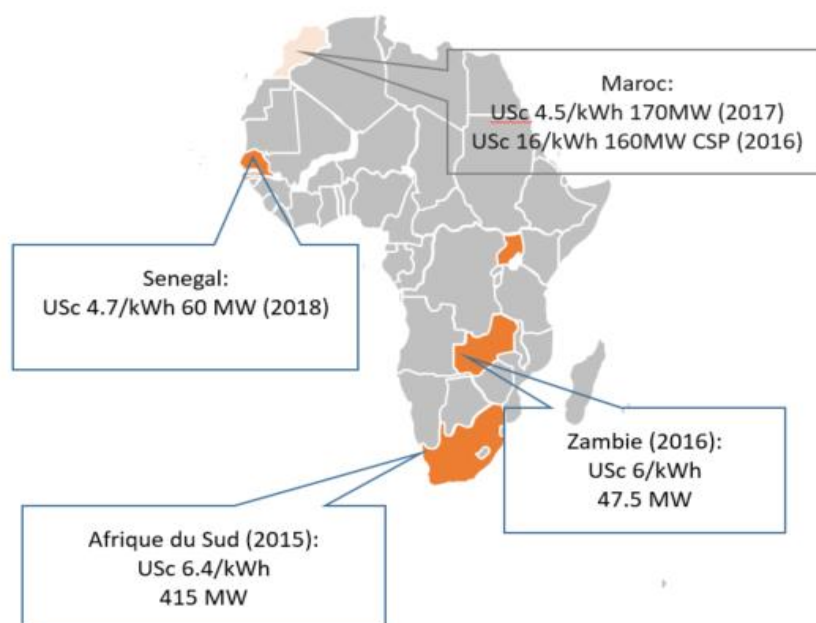 Maroc:
USc 4.5/kWh 170MW (2017)
USc 16/kWh 160MW CSP (2016)
Senegal:
USc 4.7/kWh 60 MW (2018)
Zambie (2016):
USc 6/kWh
47.5 MW
Afrique du Sud (2015):
USc 6.4/kWh
415 MW